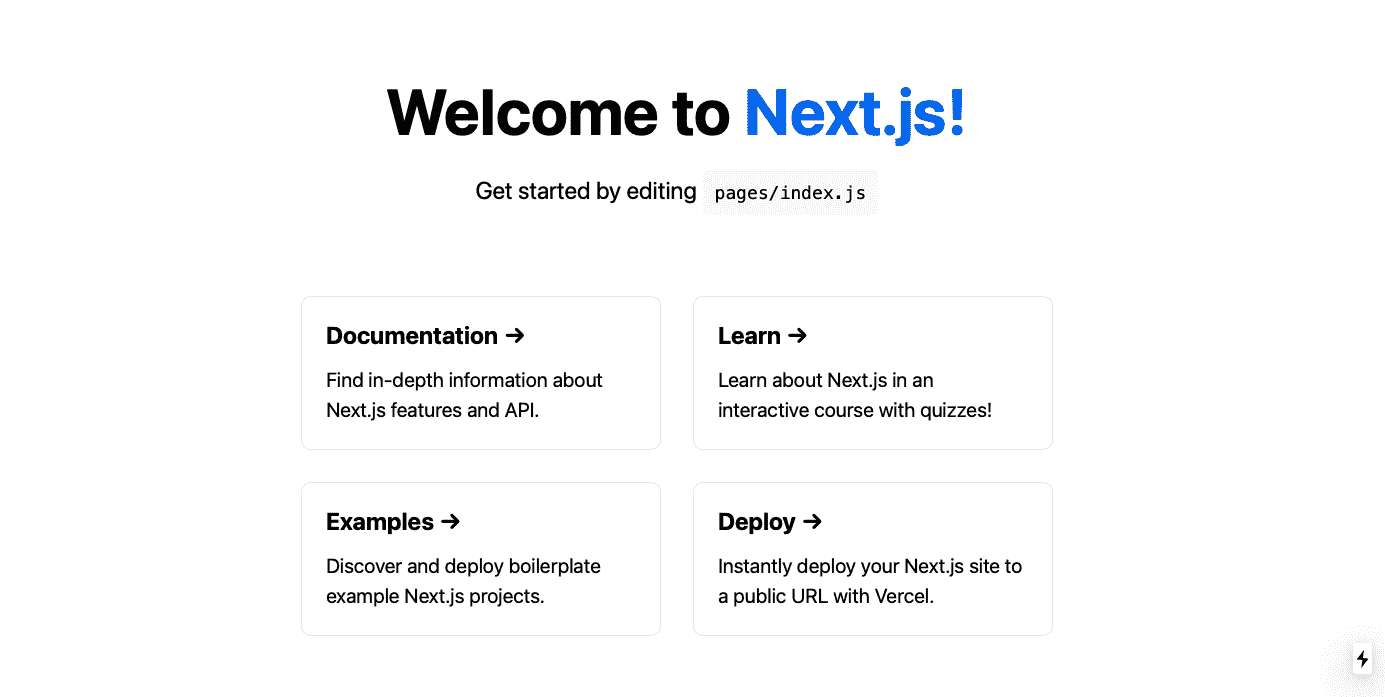 Welcome to Next.js!
Get started by editing pages/index.js
Documentation →
Find in-depth information about
Next.js features and API.
Learn →
Learn about Next.js in an
interactive course with quizzes!
Examples →
Discover and deploy boilerplate
example Next.js projects.
Deploy →
Instantly deploy your Next.js site to
a public URL with Vercel.